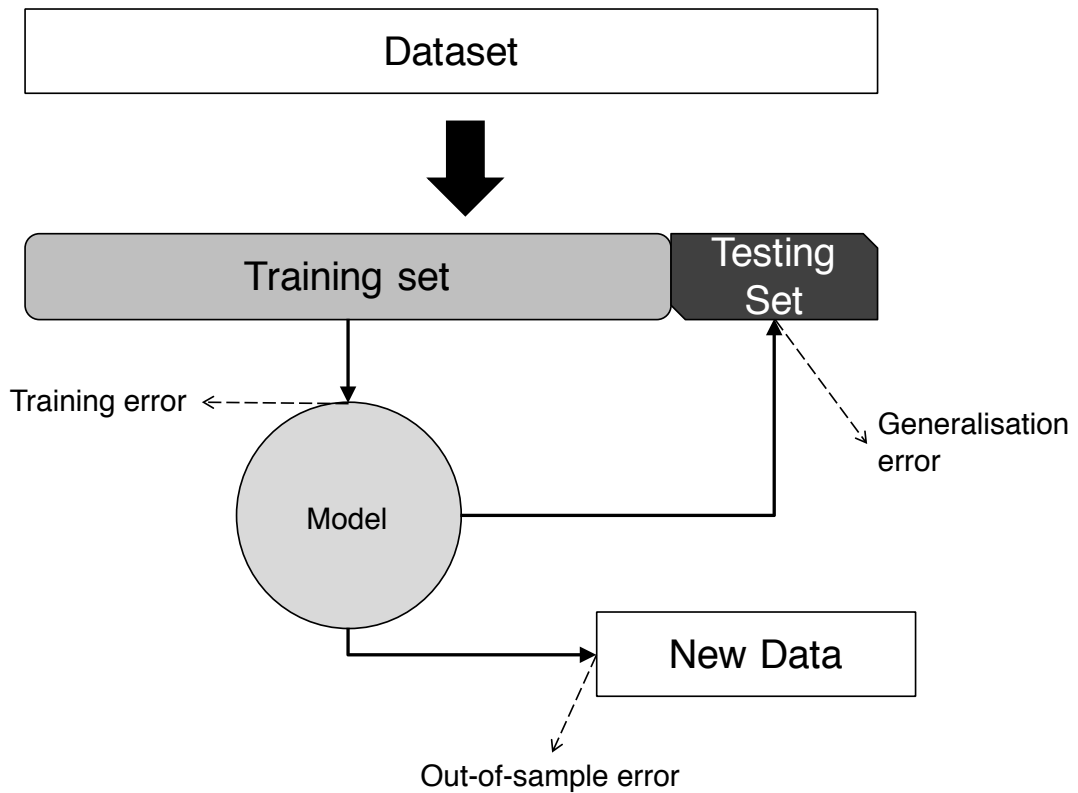 Dataset
Training set
Testing
Set
Training error
Generalisation
error
Model
New Data
Out-of-sample error